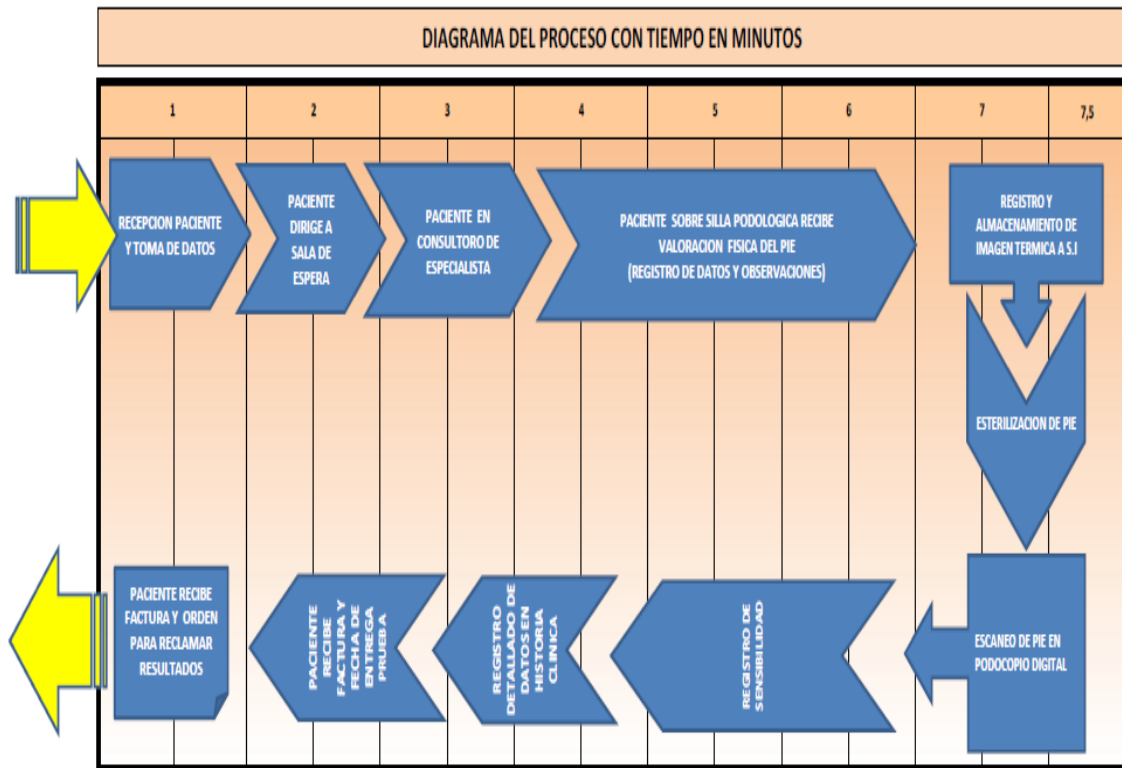 DIAGRAMA DEL PROCESO CON TIEMPO EN MINUTOS
1 2 3 4 5 6 7 7,5
RECEPCION PACIENTE
Y TOMA DE DATOS
PACIENTE
DIRIGE A
SALA DE
ESPERA
PACIENTE EN
CONSULTORO DE
ESPECIALISTA
PACIENTE SOBRE SILLA PODOLOGICA RECIBE
VALORACION FISICA DEL PIE
(REGISTRO DE DATOS Y OBSERVACIONES)
REGISTRO Y
ALMACENAMIENTO DE
IMAGEN TERMICA A S.I
ESTERILIZACION DE PIE
ESCANEO DE PIE EN
PODOCOPIO DIGITAL
REGISTRO DE
SENSIBILIDAD
REGISTRO
DETALLADO DE
DATOS EN
HISTORIA
CLINICA
PACIENTE
RECIBE
FACTURA Y
FECHA DE
ENTREGA
PRUEBA
PACIENTE RECIBE
FACTURA Y ORDEN
PARA RECLAMAR
RESULTADOS